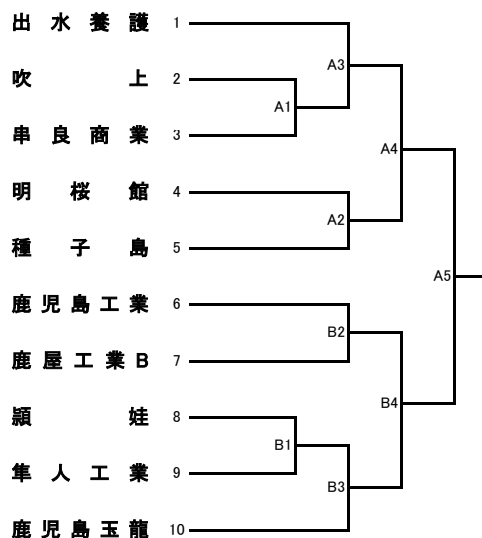 出水養護 1
A3
吹上 2
A1
串良商業 3
A4
明桜館 4
A2
種子島 5
A5
鹿児島工業 6
B2
鹿屋工業B 7
B4
頴娃 8
B1
隼人工業 9
B3
鹿児島玉龍 10